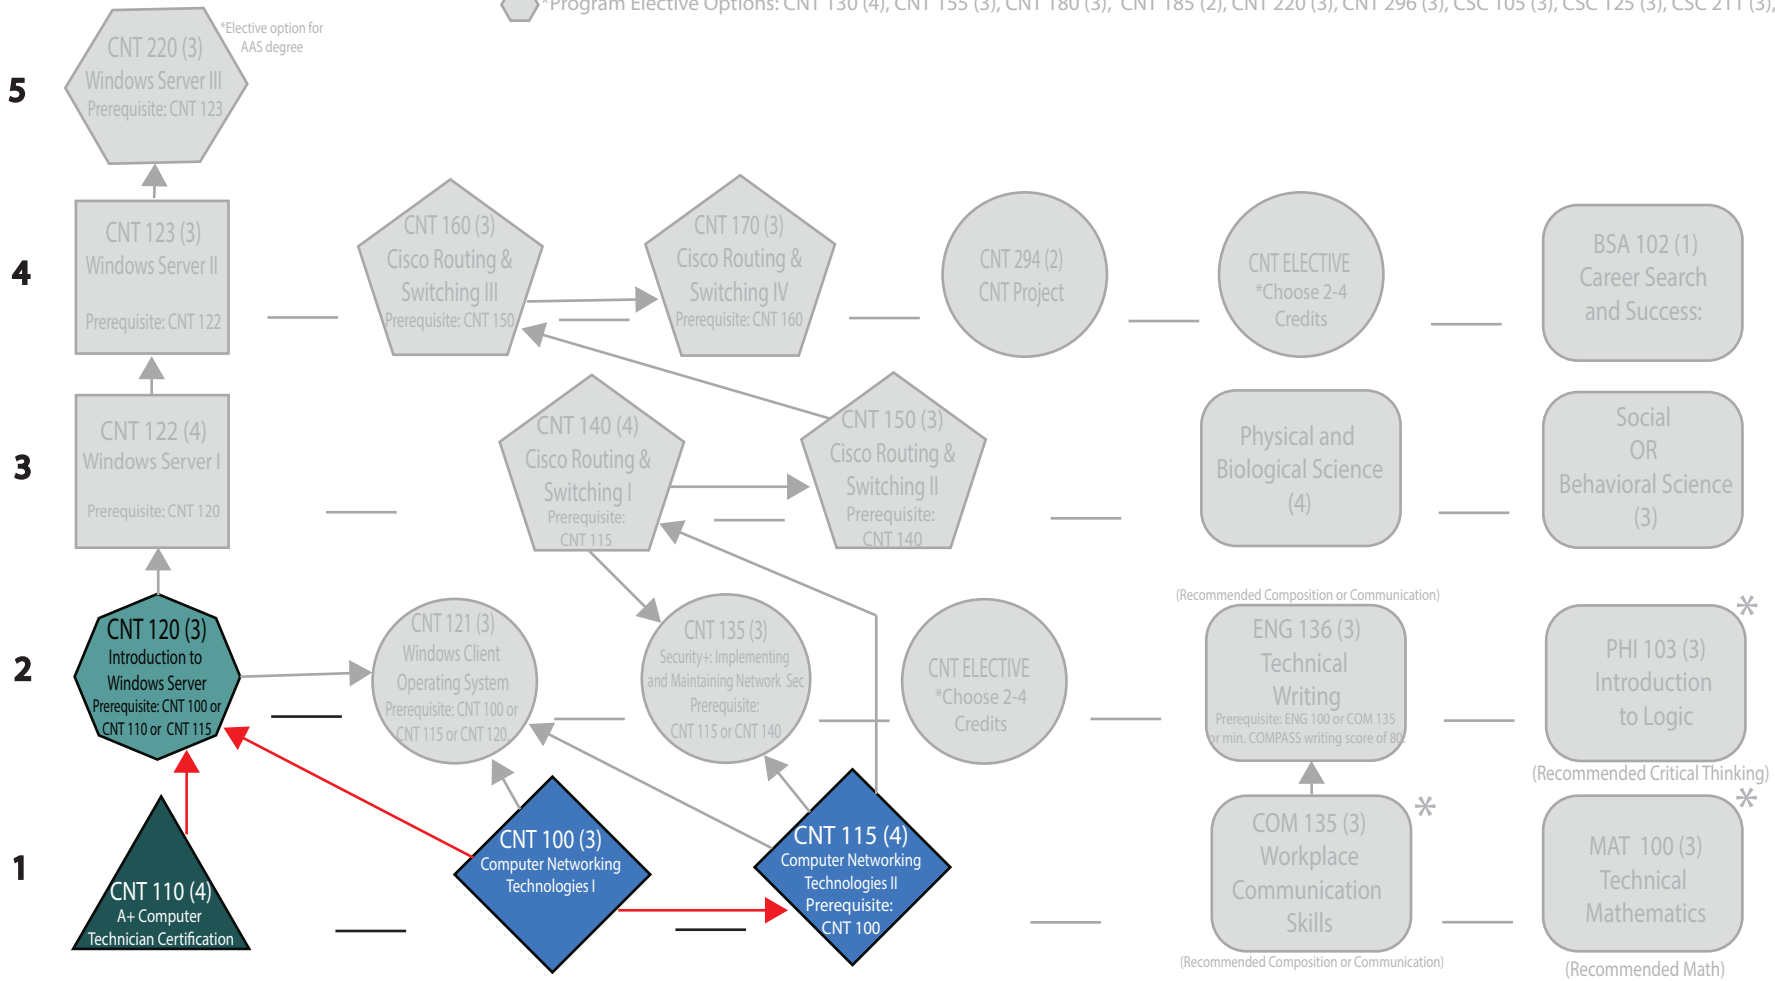 *Program Elective Options: CNT 130 (4), CNT 155 (3), CNT 180 (3), CNT 185 (2), CNT 220 (3), CNT 296 (3), CSC 105 (3), CSC 125 (3), CSC 211 (3),
5
CNT 220 (3)
Windows Server III
Prerequisite: CNT 123
*Elective option for
AAS degree
4
CNT 123 (3)
Windows Server II
Prerequisite: CNT 122
CNT 160 (3)
Cisco Routing &
Switching III
Prerequisite: CNT 150
CNT 170 (3)
Cisco Routing &
Switching IV
Prerequisite: CNT 160
CNT 294 (2)
CNT Project
CNT ELECTIVE
*Choose 2-4
Credits
BSA 102 (1)
Career Search
and Success:
3
CNT 122 (4)
Windows Server I
Prerequisite: CNT 120
CNT 140 (4)
Cisco Routing &
Switching I
Prerequisite:
CNT 115
CNT 150 (3)
Cisco Routing &
Switching II
Prerequisite:
CNT 140
Physical and
Biological Science
(4)
Social
OR
Behavioral Science
(3)
2
CNT 120 (3)
Introduction to
Windows Server
Prerequisite: CNT 100 or
CNT 110 or CNT 115
CNT 121 (3)
Windows Client
Operating System
Prerequisite: CNT 100 or
CNT 115 or CNT 120
CNT 135 (3)
Security+: Implementing
and Maintaining Network Sec
Prerequisite:
CNT 115 or CNT 140
CNT ELECTIVE
*Choose 2-4
Credits
(Recommended Composition or Communication)
ENG 136 (3)
Technical
Writing
Prerequisite: ENG 100 or COM 135
or min. COMPASS writing score of 80.
*
PHI 103 (3)
Introduction
to Logic
(Recommended Critical Thinking)
1
CNT 110 (4)
A+ Computer
Technician Certification
CNT 100 (3)
Computer Networking
Technologies I
CNT 115 (4)
Computer Networking
Technologies II
Prerequisite:
CNT 100
*
COM 135 (3)
Workplace
Communication
Skills
(Recommended Composition or Communication)
*
MAT 100 (3)
Technical
Mathematics
(Recommended Math)